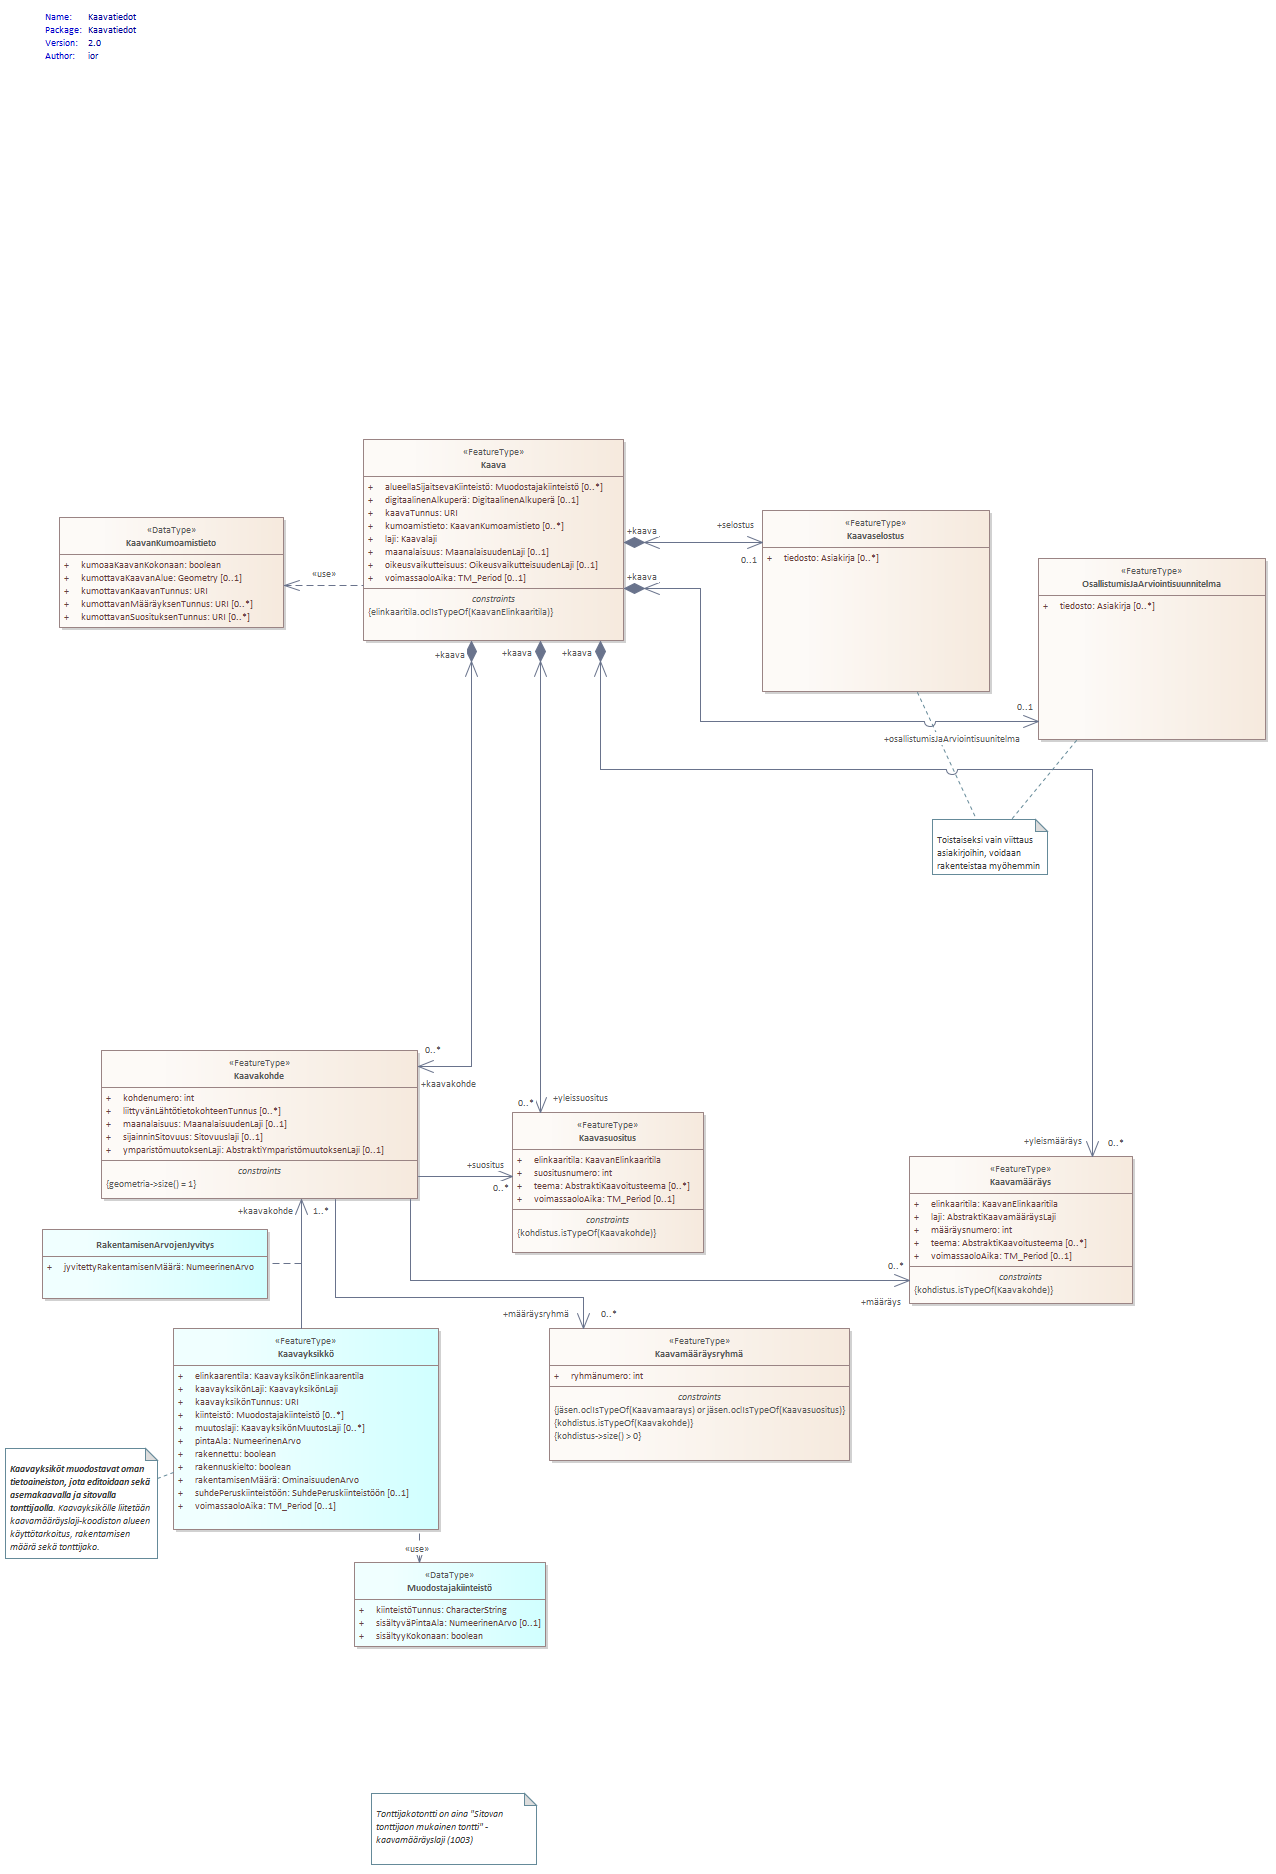 Name: Kaavatiedot
Package: Kaavatiedot
Version: 2.0
Author: ior
«FeatureType»
Kaava
+ alueellaSijaitsevaKiinteistö: Muodostajakiinteistö [0..*]
+ digitaalinenAlkuperä: DigitaalinenAlkuperä [0..1]
+ kaavaTunnus: URI
+ kumoamistieto: KaavanKumoamistieto [0..*]
+ laji: Kaavalaji
+ maanalaisuus: MaanalaisuudenLaji [0..1]
+ oikeusvaikutteisuus: OikeusvaikutteisuudenLaji [0..1]
+ voimassaoloAika: TM_Period [0..1]
constraints
{elinkaaritila.oclIsTypeOf(KaavanElinkaaritila)}
«DataType»
KaavanKumoamistieto
+ kumoaaKaavanKokonaan: boolean
+ kumottavaKaavanAlue: Geometry [0..1]
+ kumottavanKaavanTunnus: URI
+ kumottavanMääräyksenTunnus: URI [0..*]
+ kumottavanSuosituksenTunnus: URI [0..*]
«use»
+kaava
+selostus
0..1
+kaava
«FeatureType»
Kaavaselostus
+ tiedosto: Asiakirja [0..*]
«FeatureType»
OsallistumisJaArviointisuunnitelma
+ tiedosto: Asiakirja [0..*]
+kaava
+kaava
+kaava
0..1
+osallistumisJaArviointisuunitelma
Toistaiseksi vain viittaus
asiakirjoihin, voidaan
rakenteistaa myöhemmin
0..*
+kaavakohde
«FeatureType»
Kaavakohde
+ kohdenumero: int
+ liittyvänLähtötietokohteenTunnus [0..*]
+ maanalaisuus: MaanalaisuudenLaji [0..1]
+ sijainninSitovuus: Sitovuuslaji [0..1]
+ ymparistömuutoksenLaji: AbstraktiYmparistömuutoksenLaji [0..1]
constraints
{geometria->size() = 1}
0..*
+yleissuositus
«FeatureType»
Kaavasuositus
+ elinkaaritila: KaavanElinkaaritila
+ suositusnumero: int
+ teema: AbstraktiKaavoitusteema [0..*]
+ voimassaoloAika: TM_Period [0..1]
constraints
{kohdistus.isTypeOf(Kaavakohde)}
+suositus
0..*
+yleismääräys
0..*
«FeatureType»
Kaavamääräys
+ elinkaaritila: KaavanElinkaaritila
+ laji: AbstraktiKaavamääräysLaji
+ määräysnumero: int
+ teema: AbstraktiKaavoitusteema [0..*]
+ voimassaoloAika: TM_Period [0..1]
constraints
{kohdistus.isTypeOf(Kaavakohde)}
0..*
+määräys
+kaavakohde
1..*
RakentamisenArvojenJyvitys
+ jyvitettyRakentamisenMäärä: NumeerinenArvo
+määräysryhmä
0..*
«FeatureType»
Kaavayksikkö
+ elinkaarentila: KaavayksikönElinkaarentila
+ kaavayksikönLaji: KaavayksikönLaji
+ kaavayksikönTunnus: URI
+ kiinteistö: Muodostajakiinteistö [0..*]
+ muutoslaji: KaavayksikönMuutosLaji [0..*]
+ pintaAla: NumeerinenArvo
+ rakennettu: boolean
+ rakennuskielto: boolean
+ rakentamisenMäärä: OminaisuudenArvo
+ suhdePeruskiinteistöön: SuhdePeruskiinteistöön [0..1]
+ voimassaoloAika: TM_Period [0..1]
«FeatureType»
Kaavamääräysryhmä
+ ryhmänumero: int
constraints
{jäsen.oclIsTypeOf(Kaavamaarays) or jäsen.oclIsTypeOf(Kaavasuositus)}
{kohdistus.isTypeOf(Kaavakohde)}
{kohdistus->size() > 0}
Kaavayksiköt muodostavat oman
tietoaineiston, jota editoidaan sekä
asemakaavalla ja sitovalla
tonttijaolla. Kaavayksikölle liitetään
kaavamääräyslaji-koodiston alueen
käyttötarkoitus, rakentamisen
määrä sekä tonttijako.
«use»
«DataType»
Muodostajakiinteistö
+ kiinteistöTunnus: CharacterString
+ sisältyväPintaAla: NumeerinenArvo [0..1]
+ sisältyyKokonaan: boolean
Tonttijakotontti on aina "Sitovan
tonttijaon mukainen tontti" -
kaavamääräyslaji (1003)